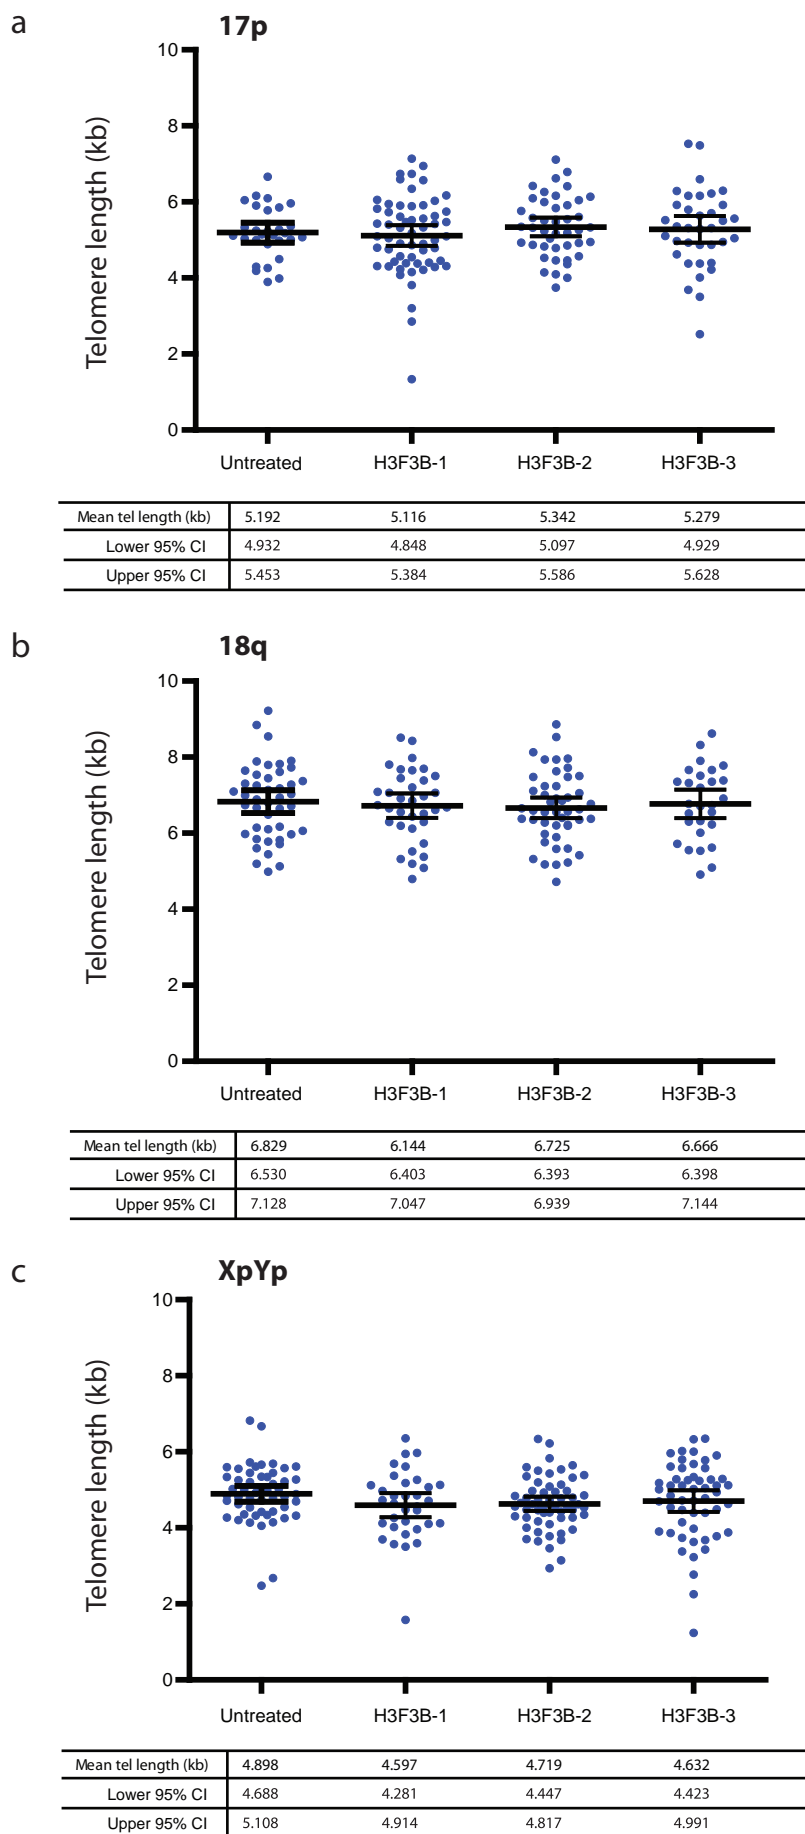 a
17p
10
8
6
4
2
0
Telomere length (kb)
Untreated H3F3B-1 H3F3B-2 H3F3B-3
Mean tel length (kb) 5.192 5.116 5.342 5.279
Lower 95% CI 4.932 4.848 5.097 4.929
Upper 95% CI 5.453 5.384 5.586 5.628
b
18q
10
8
6
4
2
0
Telomere length (kb)
Untreated H3F3B-1 H3F3B-2 H3F3B-3
Mean tel length (kb) 6.829 6.144 6.725 6.666
Lower 95% CI 6.530 6.403 6.393 6.398
Upper 95% CI 7.128 7.047 6.939 7.144
c
XpYp
10
8
6
4
2
0
Telomere length (kb)
Untreated H3F3B-1 H3F3B-2 H3F3B-3
Mean tel length (kb) 4.898 4.597 4.719 4.632
Lower 95% CI 4.688 4.281 4.447 4.423
Upper 95% CI 5.108 4.914 4.817 4.991